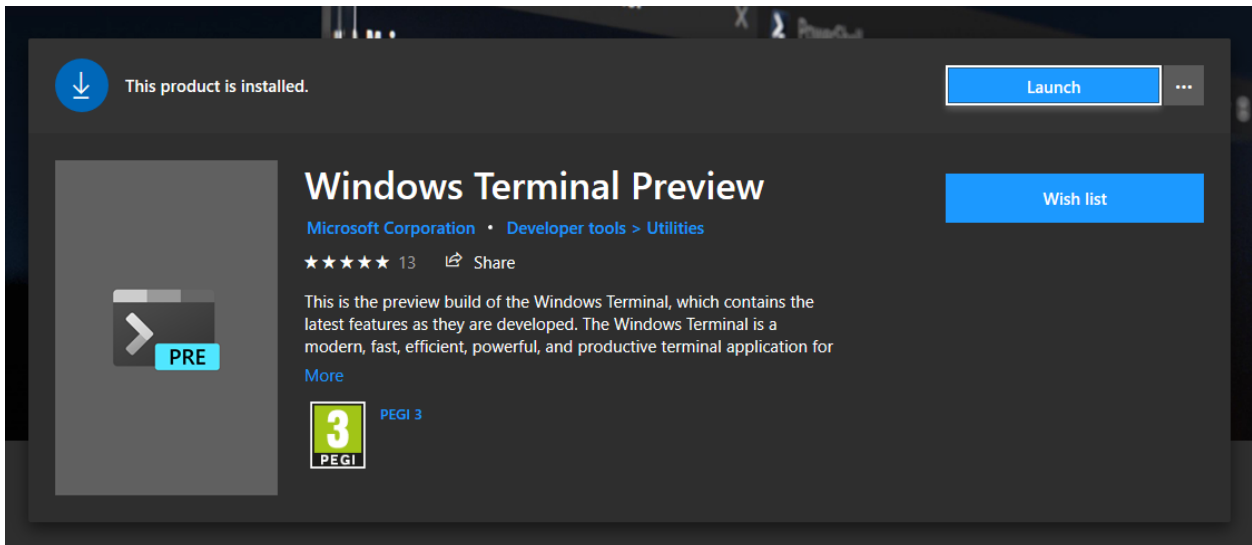 X
This product is installed.
Launch
...
Windows Terminal Preview
Microsoft Corporation • Developer tools > Utilities
★★★★★ 13 Share
This is the preview build of the Windows Terminal, which contains the
latest features as they are developed. The Windows Terminal is a
modern, fast, efficient, powerful, and productive terminal application for
More
Wish list
PRE
3
PEGI
PEGI 3